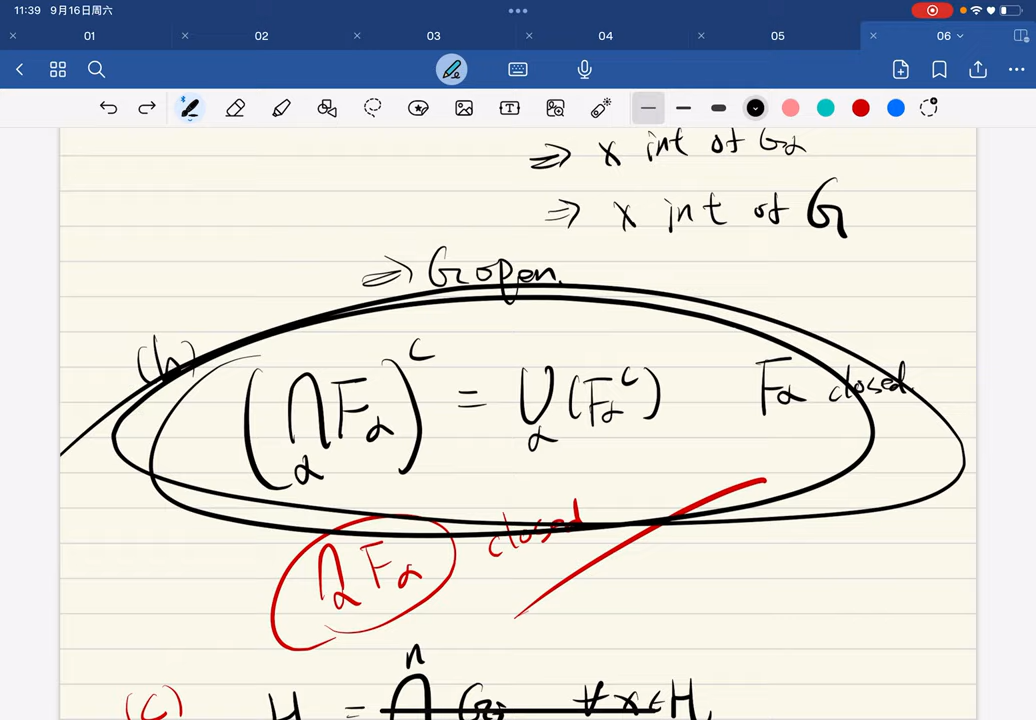 11:39 9月16日周六
01 02 03 04 05 06
⇒ x int of Gα
⇒ x int of G
⇒ G open.
(b)
(⋂α Fα)ᶜ = ⋃α (Fαᶜ) Fα closed.
⋂α Fα closed
(c) H = ⋂ⁿ Gi ∀x∈H